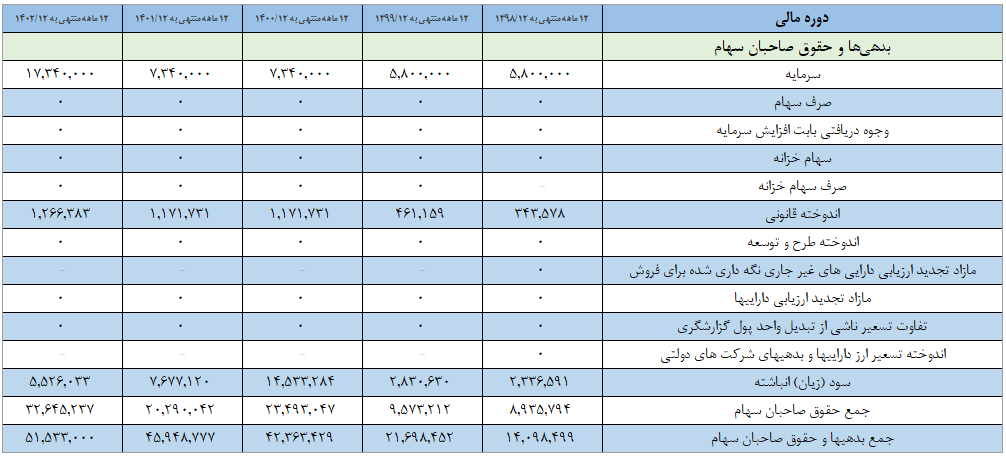 دوره مالی ۱۲ ماهه منتهی به ۱۳۹۸/۱۲ ۱۲ ماهه منتهی به ۱۳۹۹/۱۲ ۱۲ ماهه منتهی به ۱۴۰۰/۱۲ ۱۲ ماهه منتهی به ۱۴۰۱/۱۲ ۱۲ ماهه منتهی به ۱۴۰۲/۱۲
بدهی‌ها و حقوق صاحبان سهام
سرمایه ۵,۸۰۰,۰۰۰ ۵,۸۰۰,۰۰۰ ۷,۳۴۰,۰۰۰ ۷,۳۴۰,۰۰۰ ۱۷,۳۴۰,۰۰۰
صرف سهام ۰ ۰ ۰ ۰ ۰
وجوه دریافتی بابت افزایش سرمایه ۰ ۰ ۰ ۰ ۰
سهام خزانه ۰ ۰ ۰ ۰ ۰
صرف سهام خزانه - ۰ ۰ ۰ ۰
اندوخته قانونی ۳۴۳,۵۷۸ ۴۶۱,۱۵۹ ۱,۱۷۱,۷۳۱ ۱,۱۷۱,۷۳۱ ۱,۲۶۶,۳۸۳
اندوخته طرح و توسعه ۰ ۰ ۰ ۰ ۰
مازاد تجدید ارزیابی دارایی های غیر جاری نگه داری شده برای فروش ۰ - - - -
مازاد تجدید ارزیابی داراییها ۰ ۰ ۰ ۰ ۰
تفاوت تسعیر ناشی از تبدیل واحد پول گزارشگری ۰ ۰ ۰ ۰ ۰
اندوخته تسعیر ارز داراییها و بدهیهای شرکت های دولتی ۰ - - - -
سود (زیان) انباشته ۲,۳۳۶,۵۹۱ ۲,۸۳۰,۶۳۰ ۱۴,۵۳۳,۲۸۴ ۷,۶۷۷,۱۲۰ ۵,۵۲۶,۰۳۳
جمع حقوق صاحبان سهام ۸,۹۳۵,۷۹۴ ۹,۵۷۳,۲۱۲ ۲۳,۴۹۳,۰۴۷ ۲۰,۲۹۰,۰۴۲ ۳۲,۶۴۵,۲۳۷
جمع بدهیها و حقوق صاحبان سهام ۱۴,۰۹۸,۴۹۹ ۲۱,۶۹۸,۴۵۲ ۴۲,۳۶۳,۴۲۹ ۴۵,۹۴۸,۷۷۷ ۵۱,۵۳۳,۰۰۰